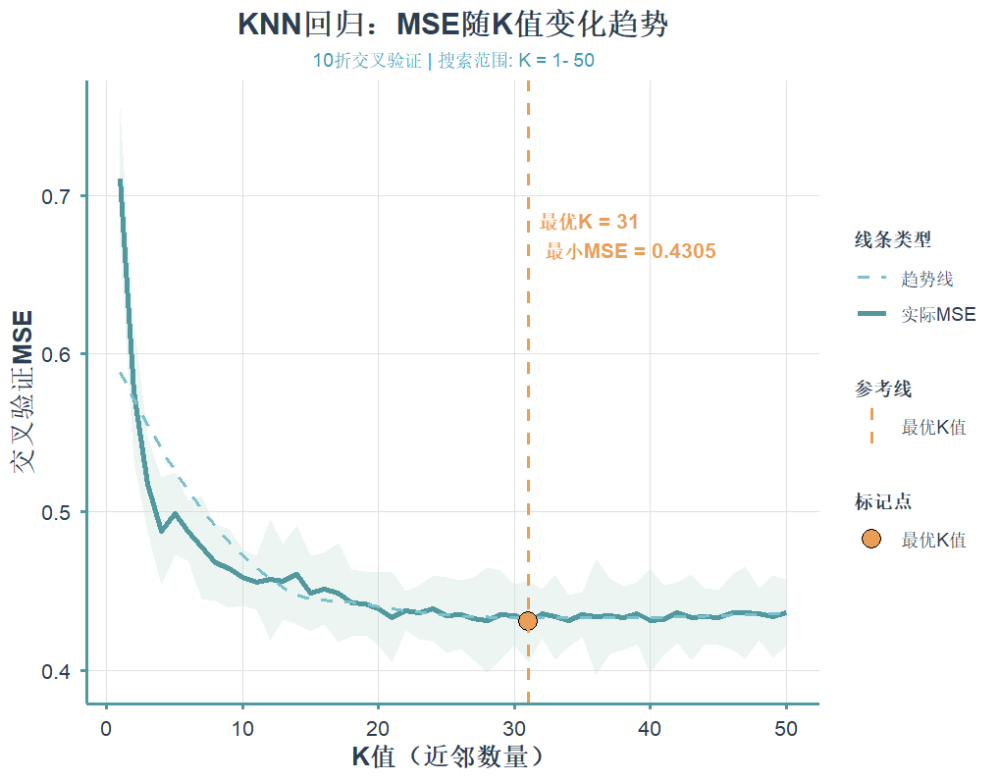 KNN回归：MSE随K值变化趋势
10折交叉验证 | 搜索范围: K = 1- 50
交叉验证MSE
0.7
0.6
0.5
0.4
最优K = 31
最小MSE = 0.4305
0
10
20
30
40
50
K值（近邻数量）
线条类型
趋势线
实际MSE
参考线
最优K值
标记点
最优K值